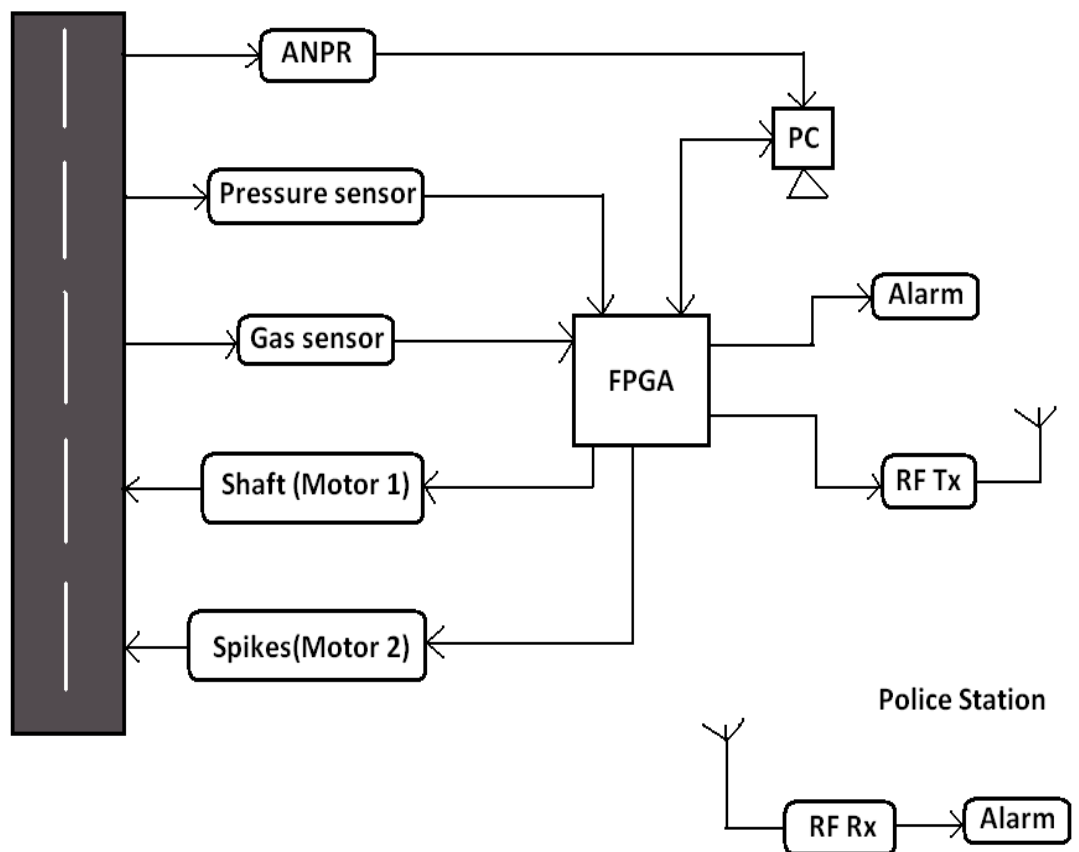 ANPR
PC
Pressure sensor
Alarm
Gas sensor
FPGA
Shaft (Motor 1)
RF Tx
Spikes(Motor 2)
Police Station
RF Rx
Alarm